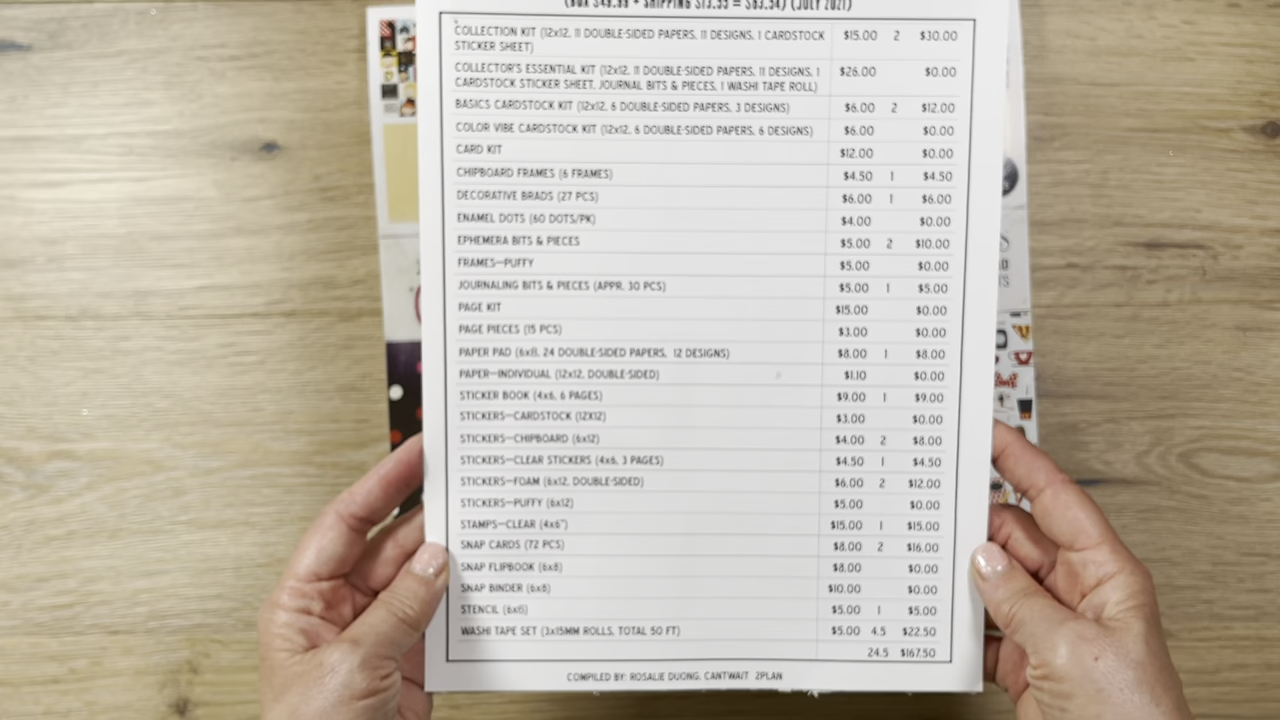 (BOX $49.99 + SHIPPING $13.55 = $63.54) (JULY 2021)
COLLECTION KIT (12x12, 11 DOUBLE-SIDED PAPERS, 11 DESIGNS, 1 CARDSTOCK STICKER SHEET) $15.00 2 $30.00
COLLECTOR'S ESSENTIAL KIT (12x12, 11 DOUBLE-SIDED PAPERS, 11 DESIGNS, 1 CARDSTOCK STICKER SHEET, JOURNAL BITS & PIECES, 1 WASHI TAPE ROLL) $26.00 $0.00
BASICS CARDSTOCK KIT (12x12, 6 DOUBLE-SIDED PAPERS, 3 DESIGNS) $6.00 2 $12.00
COLOR VIBE CARDSTOCK KIT (12x12, 6 DOUBLE-SIDED PAPERS, 6 DESIGNS) $6.00 $0.00
CARD KIT $12.00 $0.00
CHIPBOARD FRAMES (6 FRAMES) $4.50 1 $4.50
DECORATIVE BRADS (27 PCS) $6.00 1 $6.00
ENAMEL DOTS (60 DOTS/PK) $4.00 $0.00
EPHEMERA BITS & PIECES $5.00 2 $10.00
FRAMES—PUFFY $5.00 $0.00
JOURNALING BITS & PIECES (APPR. 30 PCS) $5.00 1 $5.00
PAGE KIT $15.00 $0.00
PAGE PIECES (15 PCS) $3.00 $0.00
PAPER PAD (6x8, 24 DOUBLE-SIDED PAPERS, 12 DESIGNS) $8.00 1 $8.00
PAPER—INDIVIDUAL (12x12, DOUBLE-SIDED) $1.10 $0.00
STICKER BOOK (4x6, 6 PAGES) $9.00 1 $9.00
STICKERS—CARDSTOCK (12X12) $3.00 $0.00
STICKERS—CHIPBOARD (6x12) $4.00 2 $8.00
STICKERS—CLEAR STICKERS (4x6, 3 PAGES) $4.50 1 $4.50
STICKERS—FOAM (6x12, DOUBLE-SIDED) $6.00 2 $12.00
STICKERS—PUFFY (6x12) $5.00 $0.00
STAMPS—CLEAR (4x6") $15.00 1 $15.00
SNAP CARDS (72 PCS) $8.00 2 $16.00
SNAP FLIPBOOK (6x8) $8.00 $0.00
SNAP BINDER (6x8) $10.00 $0.00
STENCIL (6x6) $5.00 1 $5.00
WASHI TAPE SET (3x15MM ROLLS, TOTAL 50 FT) $5.00 4.5 $22.50
24.5 $167.50
COMPILED BY: ROSALIE DUONG, CANTWAIT 2PLAN